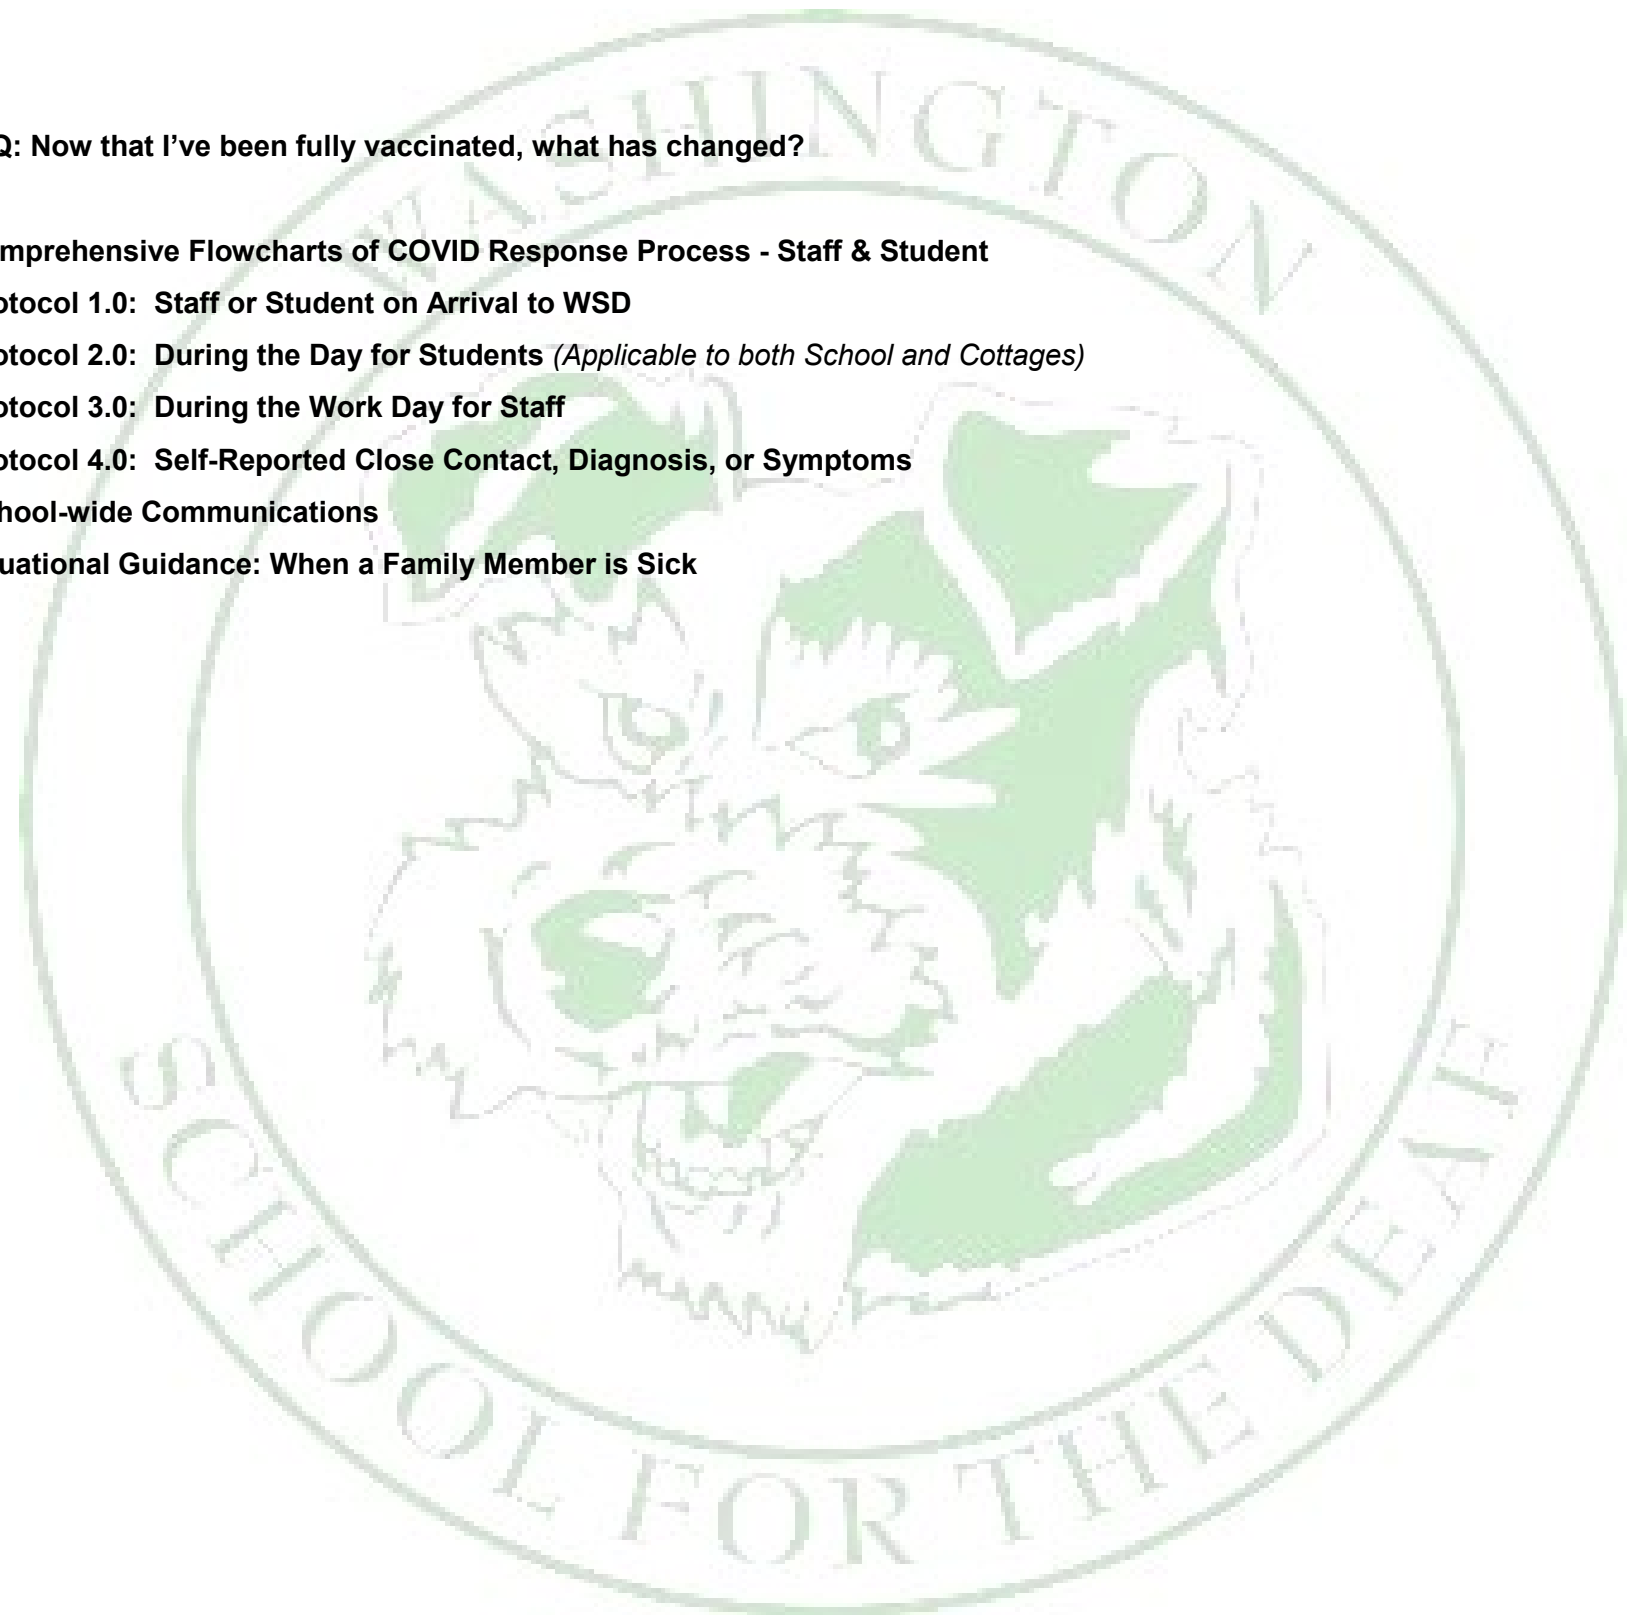 Q: Now that I've been fully vaccinated, what has changed?
mprehensive Flowcharts of COVID Response Process - Staff & Student
otocol 1.0: Staff or Student on Arrival to WSD
otocol 2.0: During the Day for Students (Applicable to both School and Cottages)
otocol 3.0: During the Work Day for Staff
otocol 4.0: Self-Reported Close Contact, Diagnosis, or Symptoms
hool-wide Communications
uational Guidance: When a Family Member is Sick
WASHINGTON
SCHOOL FOR THE DEAF